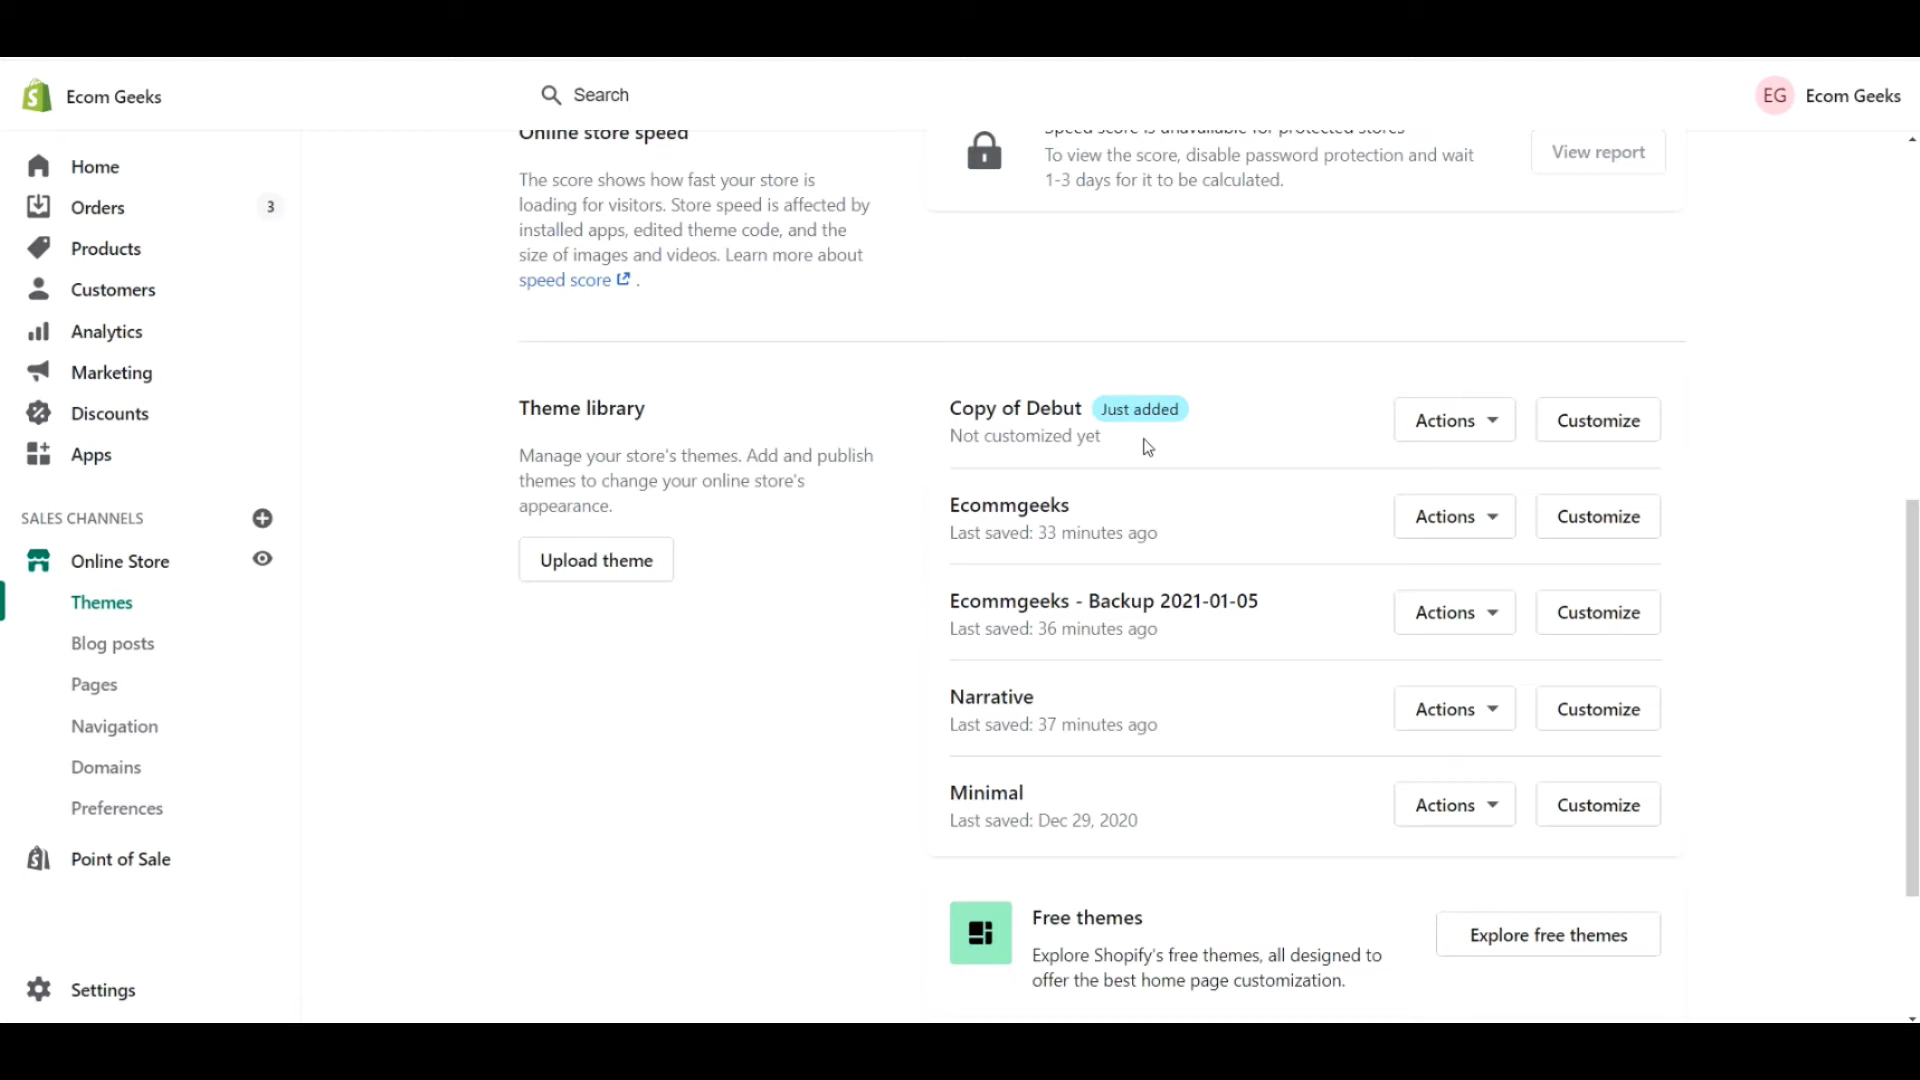 Ecom Geeks
Search
EG Ecom Geeks
Home
Orders 3
Products
Customers
Analytics
Marketing
Discounts
Apps
SALES CHANNELS
Online Store
Themes
Blog posts
Pages
Navigation
Domains
Preferences
Point of Sale
Settings
Online store speed
The score shows how fast your store is
loading for visitors. Store speed is affected by
installed apps, edited theme code, and the
size of images and videos. Learn more about
speed score .
Speed score is unavailable for protected stores
To view the score, disable password protection and wait
1-3 days for it to be calculated.
View report
Theme library
Manage your store's themes. Add and publish
themes to change your online store's
appearance.
Upload theme
Copy of Debut Just added
Not customized yet
Actions Customize
Ecommgeeks
Last saved: 33 minutes ago
Actions Customize
Ecommgeeks - Backup 2021-01-05
Last saved: 36 minutes ago
Actions Customize
Narrative
Last saved: 37 minutes ago
Actions Customize
Minimal
Last saved: Dec 29, 2020
Actions Customize
Free themes
Explore Shopify's free themes, all designed to
offer the best home page customization.
Explore free themes